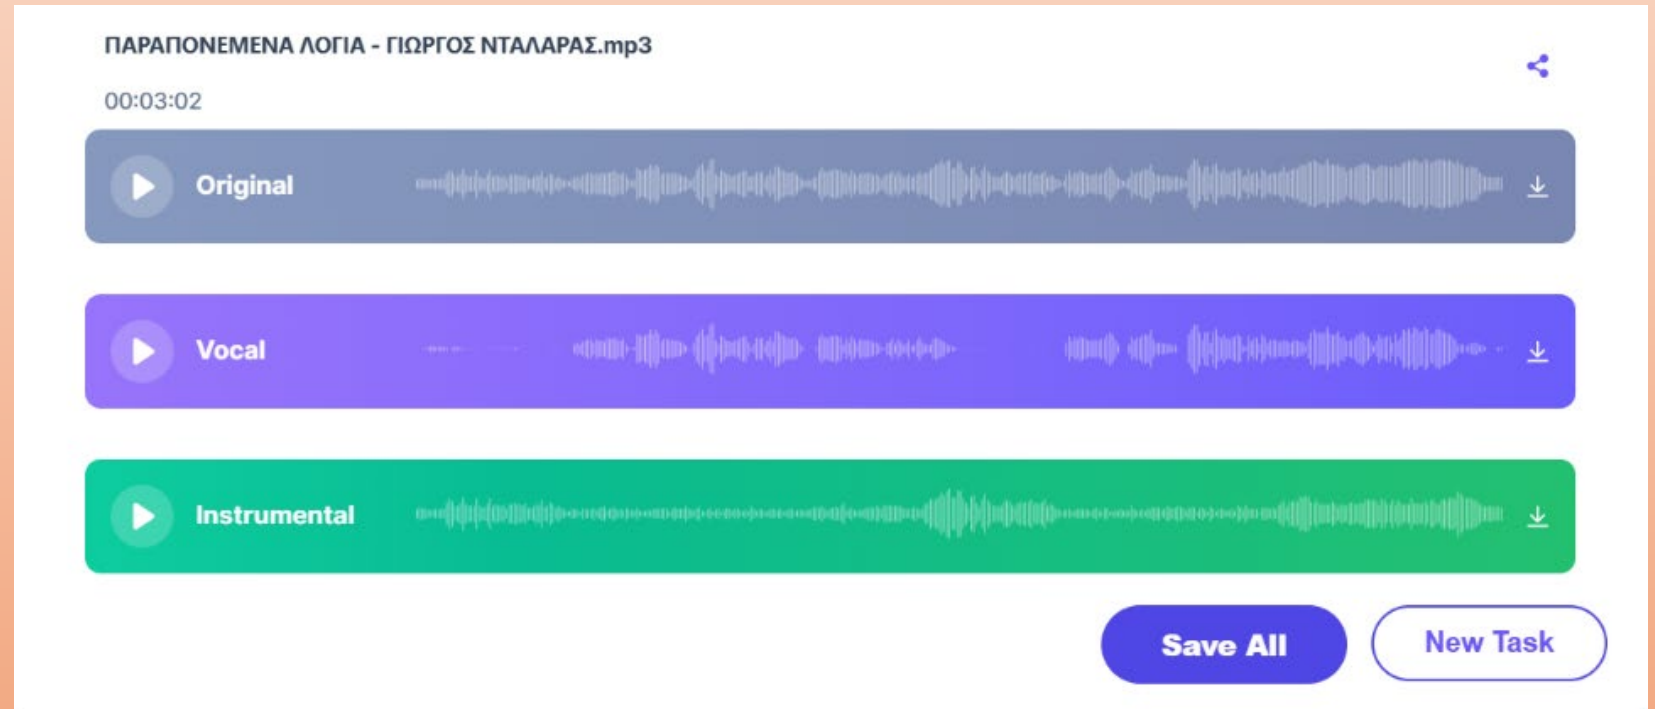 ΠΑΡΑΠΟΝΕΜΕΝΑ ΛΟΓΙΑ - ΓΙΩΡΓΟΣ ΝΤΑΛΑΡΑΣ.mp3
00:03:02
Original
Vocal
Instrumental
Save All
New Task